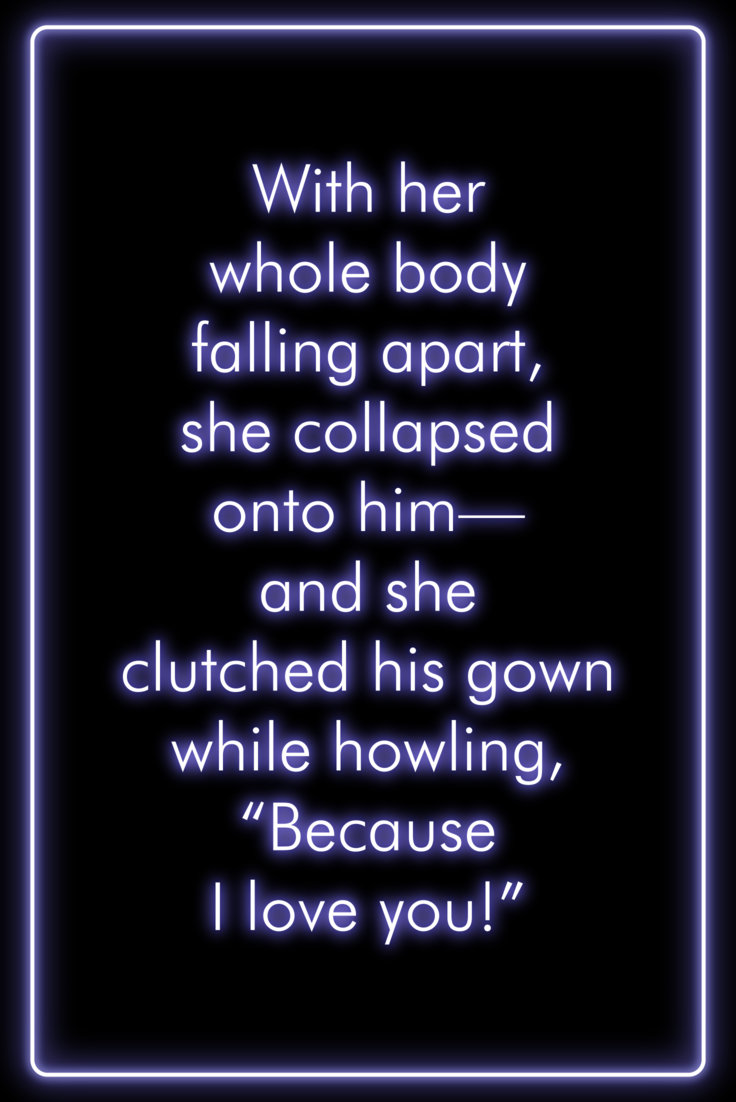 With her
whole body
falling apart,
she collapsed
onto him—
and she
clutched his gown
while howling,
“Because
I love you!”